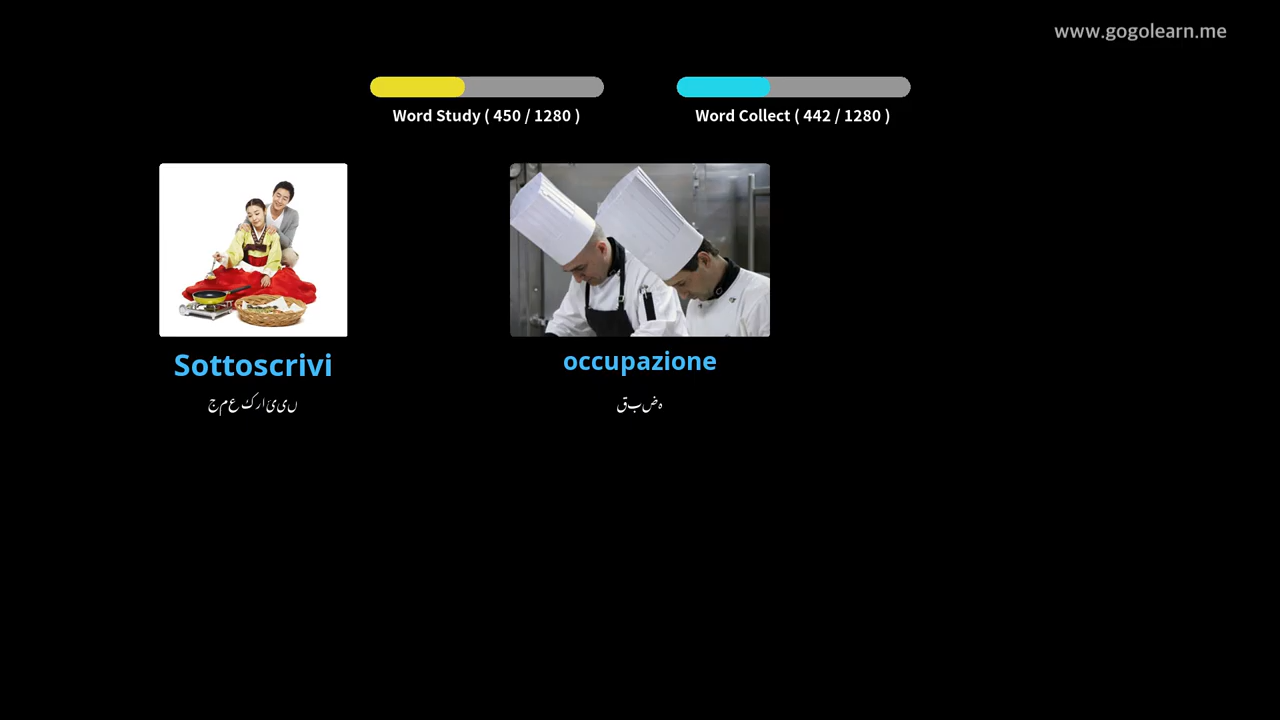 www.gogolearn.me
Word Study ( 450 / 1280 )
Word Collect ( 442 / 1280 )
Sottoscrivi
جمع کرائیں
occupazione
قبضہ